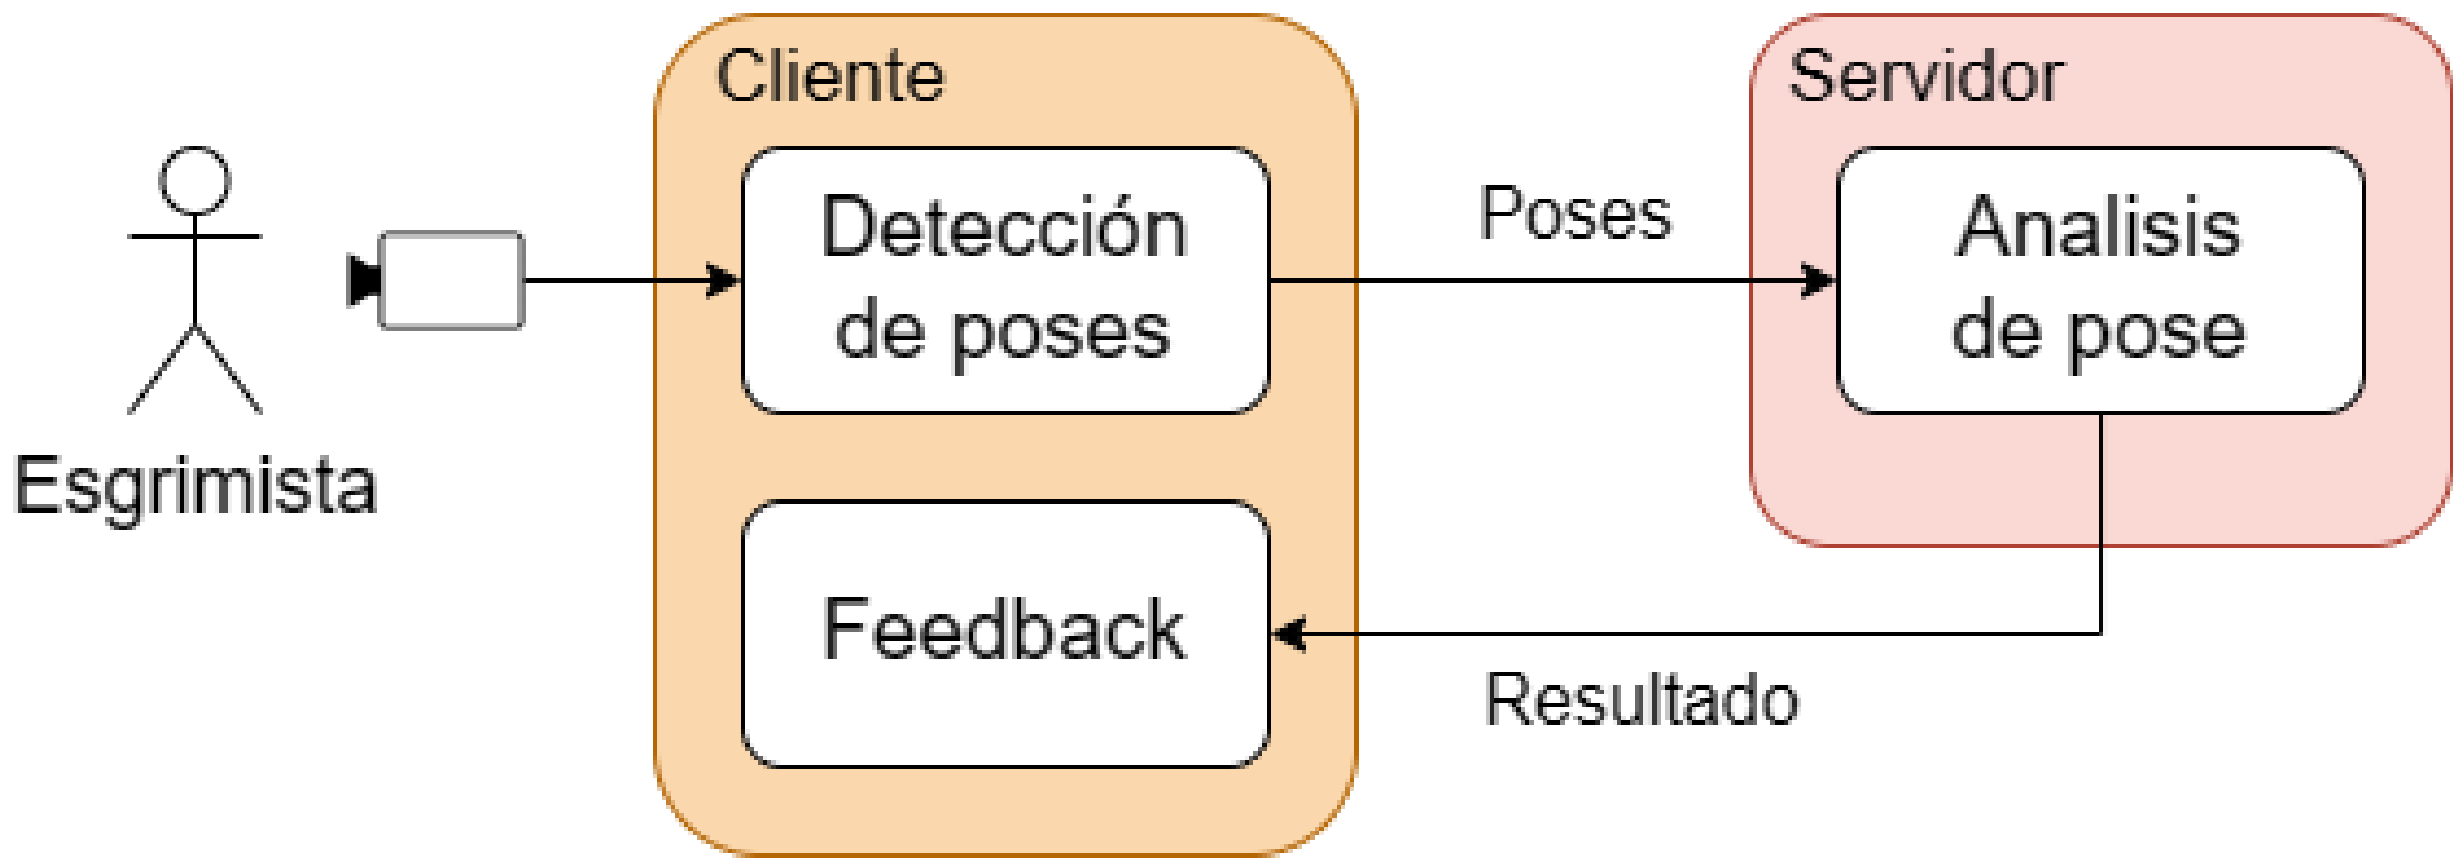 Cliente
Servidor
Detección
de poses
Poses
Analisis
de pose
Esgrimista
Feedback
Resultado